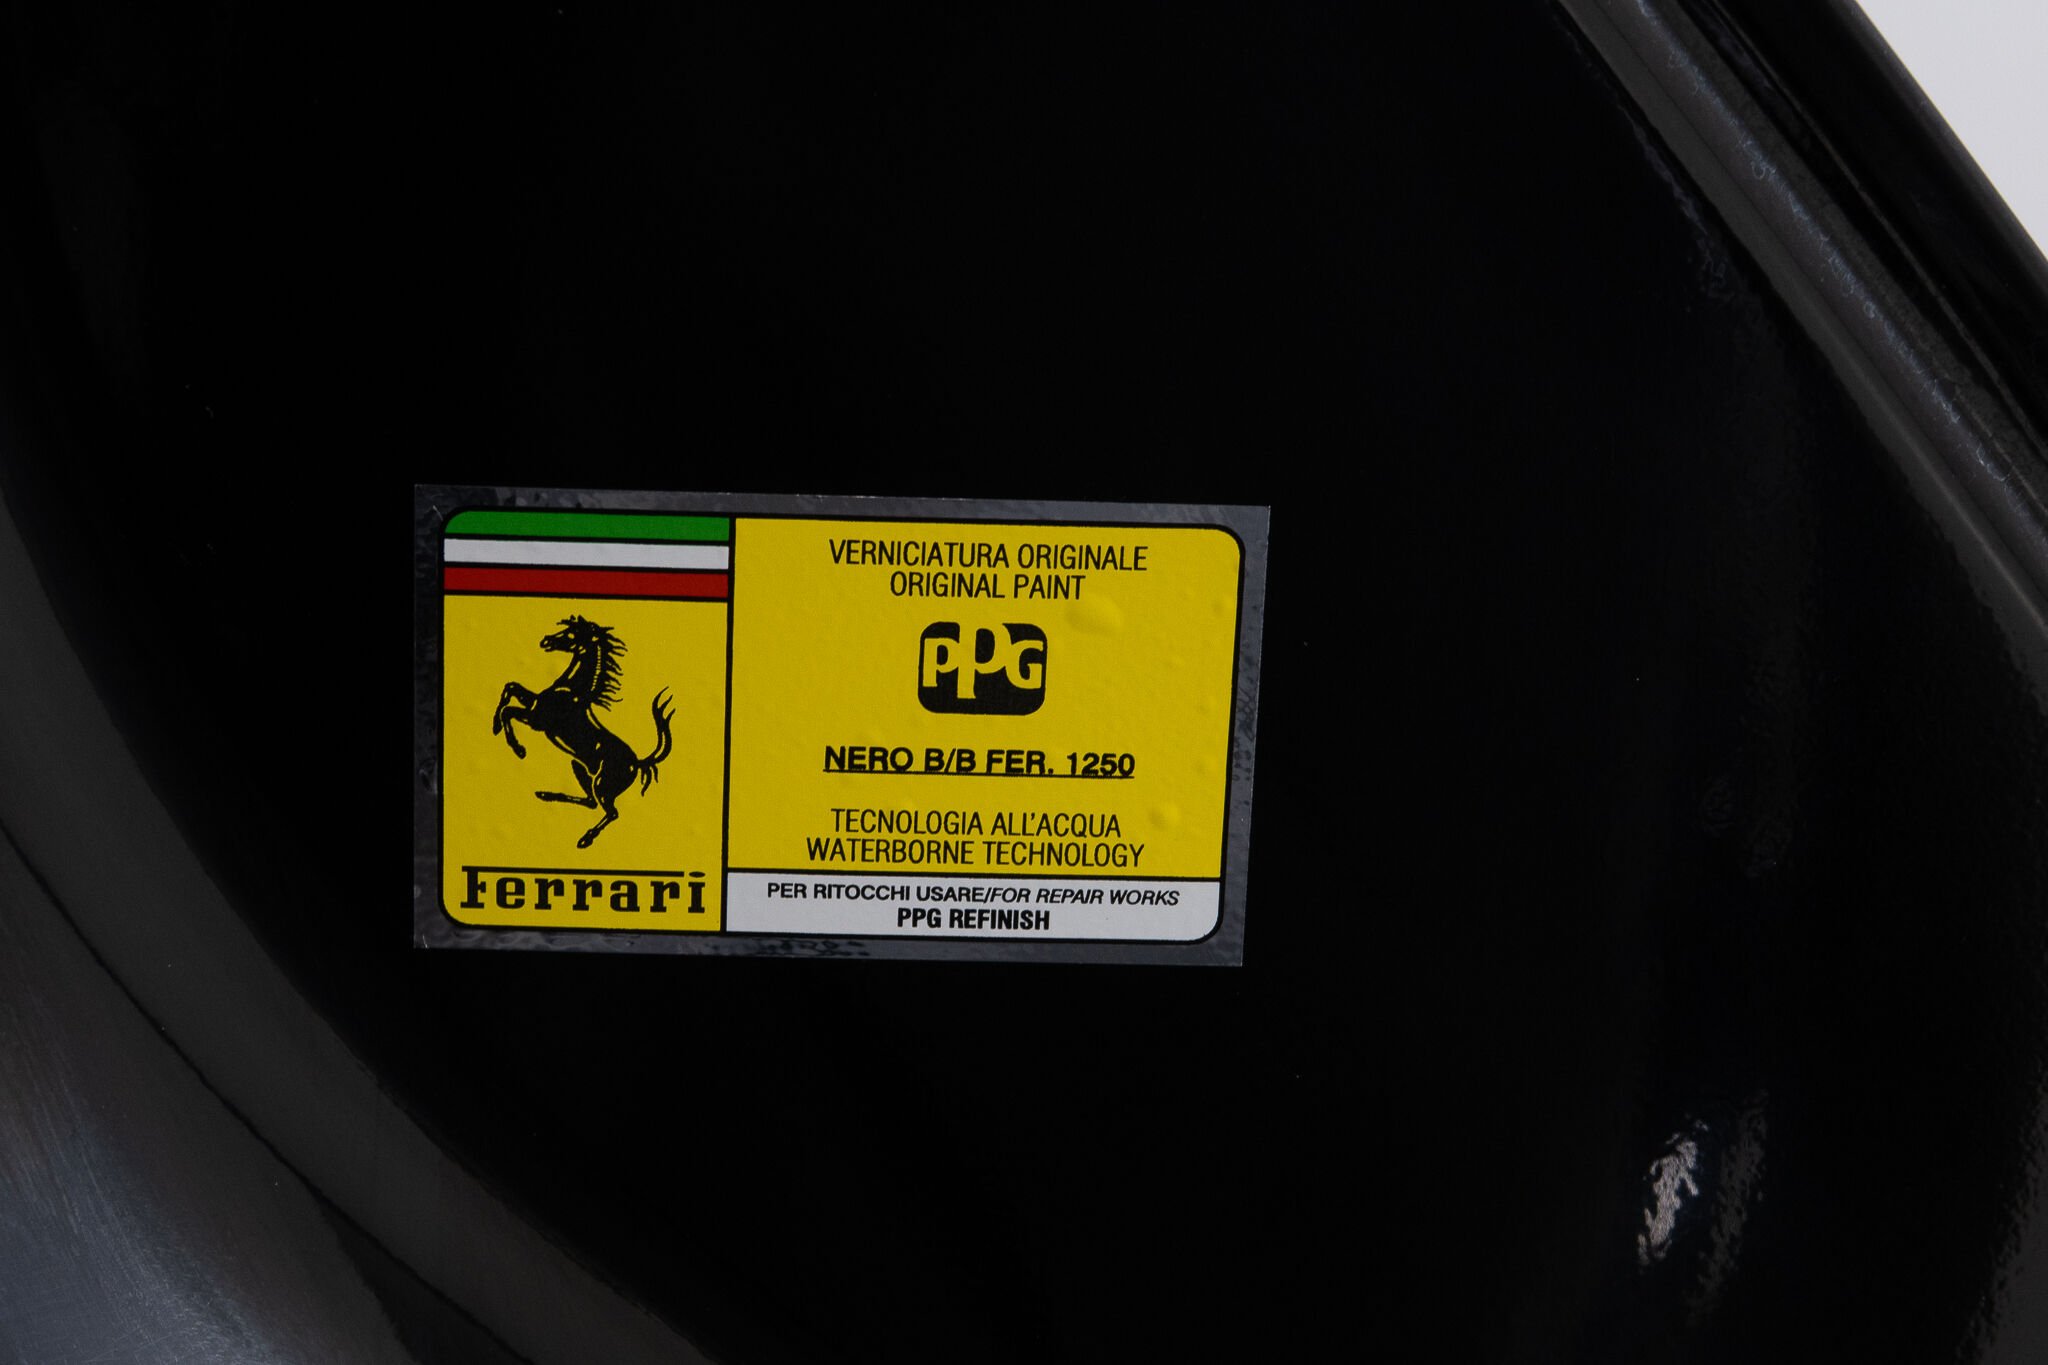 Ferrari
VERNICIATURA ORIGINALE
ORIGINAL PAINT
PPG
NERO B/B FER. 1250
TECNOLOGIA ALL'ACQUA
WATERBORNE TECHNOLOGY
PER RITOCCHI USARE/FOR REPAIR WORKS
PPG REFINISH